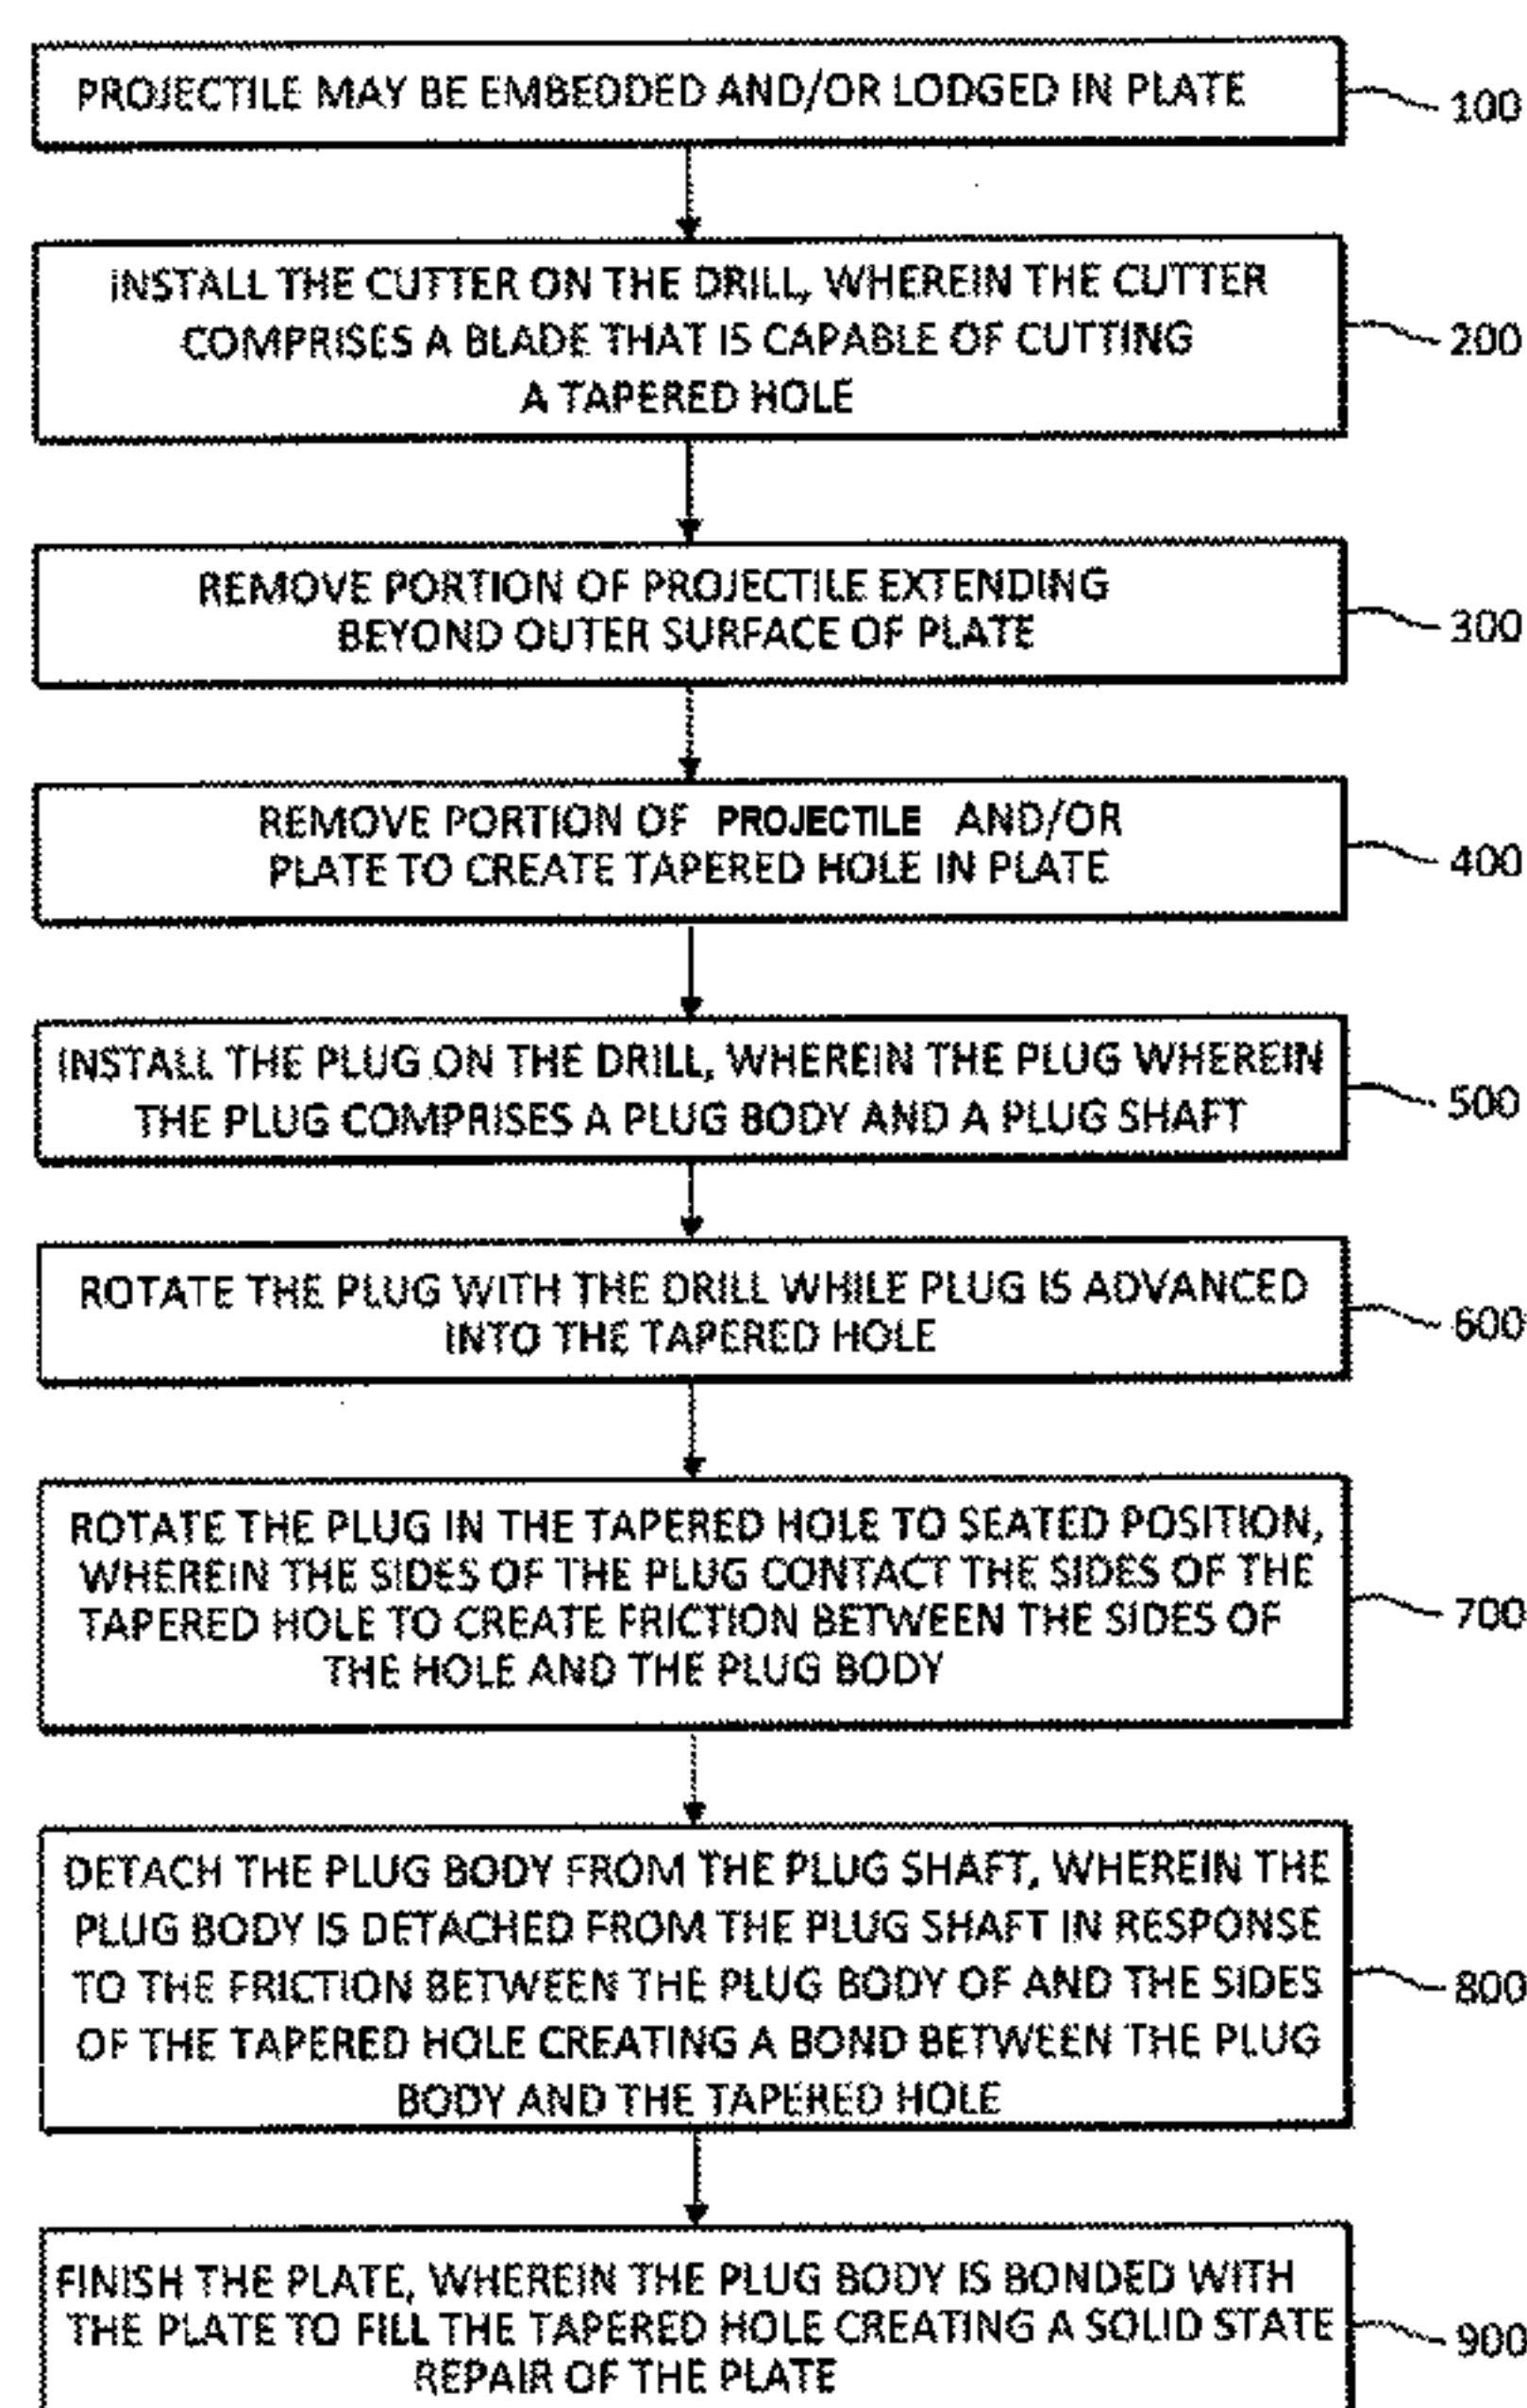 PROJECTILE MAY BE EMBEDDED AND/OR LODGED IN PLATE
100
INSTALL THE CUTTER ON THE DRILL, WHEREIN THE CUTTER
COMPRISES A BLADE THAT IS CAPABLE OF CUTTING
A TAPERED HOLE
200
REMOVE PORTION OF PROJECTILE EXTENDING
BEYOND OUTER SURFACE OF PLATE
300
REMOVE PORTION OF PROJECTILE AND/OR
PLATE TO CREATE TAPERED HOLE IN PLATE
400
INSTALL THE PLUG ON THE DRILL, WHEREIN THE PLUG WHEREIN
THE PLUG COMPRISES A PLUG BODY AND A PLUG SHAFT
500
ROTATE THE PLUG WITH THE DRILL WHILE PLUG IS ADVANCED
INTO THE TAPERED HOLE
600
ROTATE THE PLUG IN THE TAPERED HOLE TO SEATED POSITION,
WHEREIN THE SIDES OF THE PLUG CONTACT THE SIDES OF THE
TAPERED HOLE TO CREATE FRICTION BETWEEN THE SIDES OF
THE HOLE AND THE PLUG BODY
700
DETACH THE PLUG BODY FROM THE PLUG SHAFT, WHEREIN THE
PLUG BODY IS DETACHED FROM THE PLUG SHAFT IN RESPONSE
TO THE FRICTION BETWEEN THE PLUG BODY OF AND THE SIDES
OF THE TAPERED HOLE CREATING A BOND BETWEEN THE PLUG
BODY AND THE TAPERED HOLE
800
FINISH THE PLATE, WHEREIN THE PLUG BODY IS BONDED WITH
THE PLATE TO FILL THE TAPERED HOLE CREATING A SOLID STATE
REPAIR OF THE PLATE
900